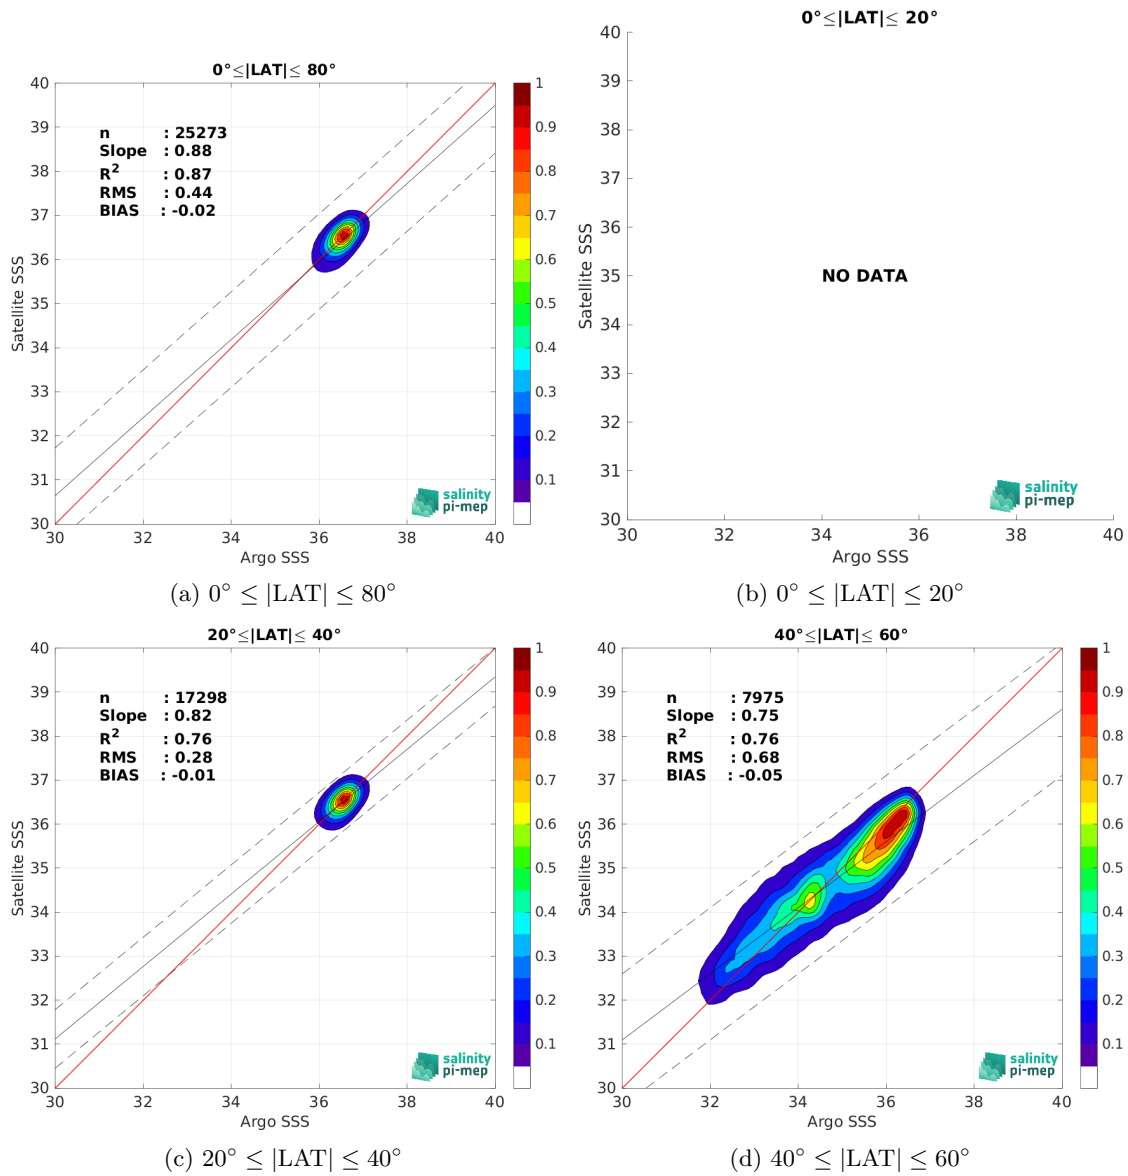 0°≤|LAT|≤ 80°
n : 25273
Slope : 0.88
R² : 0.87
RMS : 0.44
BIAS : -0.02
40
39
38
37
36
35
34
33
32
31
30
Satellite SSS
30 32 34 36 38 40
Argo SSS
1
0.9
0.8
0.7
0.6
0.5
0.4
0.3
0.2
0.1
salinity
pi-mep
(a) 0° ≤ |LAT| ≤ 80°
0°≤|LAT|≤ 20°
NO DATA
40
39
38
37
36
35
34
33
32
31
30
Satellite SSS
30 32 34 36 38 40
Argo SSS
salinity
pi-mep
(b) 0° ≤ |LAT| ≤ 20°
20°≤|LAT|≤ 40°
n : 17298
Slope : 0.82
R² : 0.76
RMS : 0.28
BIAS : -0.01
40
39
38
37
36
35
34
33
32
31
30
Satellite SSS
30 32 34 36 38 40
Argo SSS
1
0.9
0.8
0.7
0.6
0.5
0.4
0.3
0.2
0.1
salinity
pi-mep
(c) 20° ≤ |LAT| ≤ 40°
40°≤|LAT|≤ 60°
n : 7975
Slope : 0.75
R² : 0.76
RMS : 0.68
BIAS : -0.05
40
39
38
37
36
35
34
33
32
31
30
Satellite SSS
30 32 34 36 38 40
Argo SSS
1
0.9
0.8
0.7
0.6
0.5
0.4
0.3
0.2
0.1
salinity
pi-mep
(d) 40° ≤ |LAT| ≤ 60°